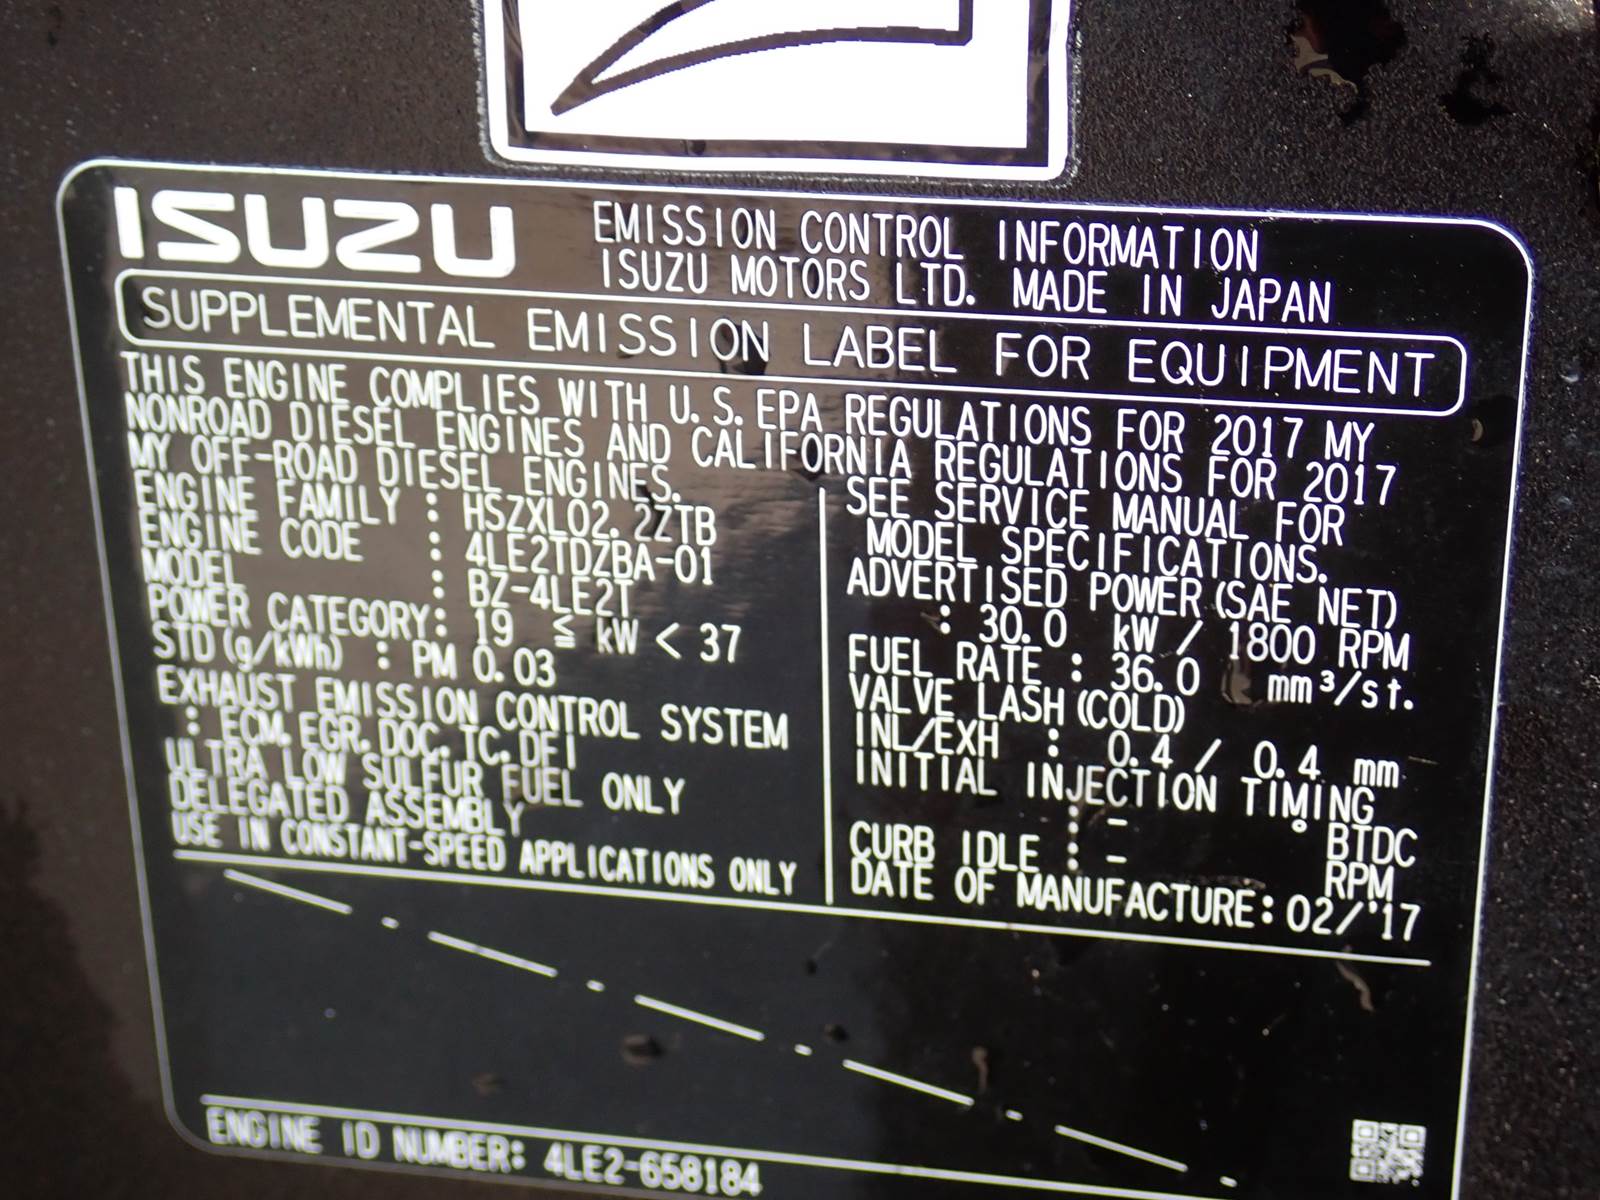 ISUZU
EMISSION CONTROL INFORMATION
ISUZU MOTORS LTD. MADE IN JAPAN
SUPPLEMENTAL EMISSION LABEL FOR EQUIPMENT
THIS ENGINE COMPLIES WITH U.S.EPA REGULATIONS FOR 2017 MY
NONROAD DIESEL ENGINES AND CALIFORNIA REGULATIONS FOR 2017
MY OFF-ROAD DIESEL ENGINES.
ENGINE FAMILY : HSZXL02.2ZTB
ENGINE CODE : 4LE2TDZBA-01
MODEL : BZ-4LE2T
POWER CATEGORY: 19 ≦ kW < 37
STD(g/kWh) : PM 0.03
EXHAUST EMISSION CONTROL SYSTEM
: ECM.EGR.DOC.TC.DFI
ULTRA LOW SULFUR FUEL ONLY
DELEGATED ASSEMBLY
USE IN CONSTANT-SPEED APPLICATIONS ONLY
SEE SERVICE MANUAL FOR
MODEL SPECIFICATIONS.
ADVERTISED POWER(SAE NET)
: 30.0 kW / 1800 RPM
FUEL RATE : 36.0 mm³/st.
VALVE LASH(COLD)
INL/EXH : 0.4 / 0.4 mm
INITIAL INJECTION TIMING
: - ° BTDC
CURB IDLE : - RPM
DATE OF MANUFACTURE: 02/'17
ENGINE ID NUMBER: 4LE2-658184